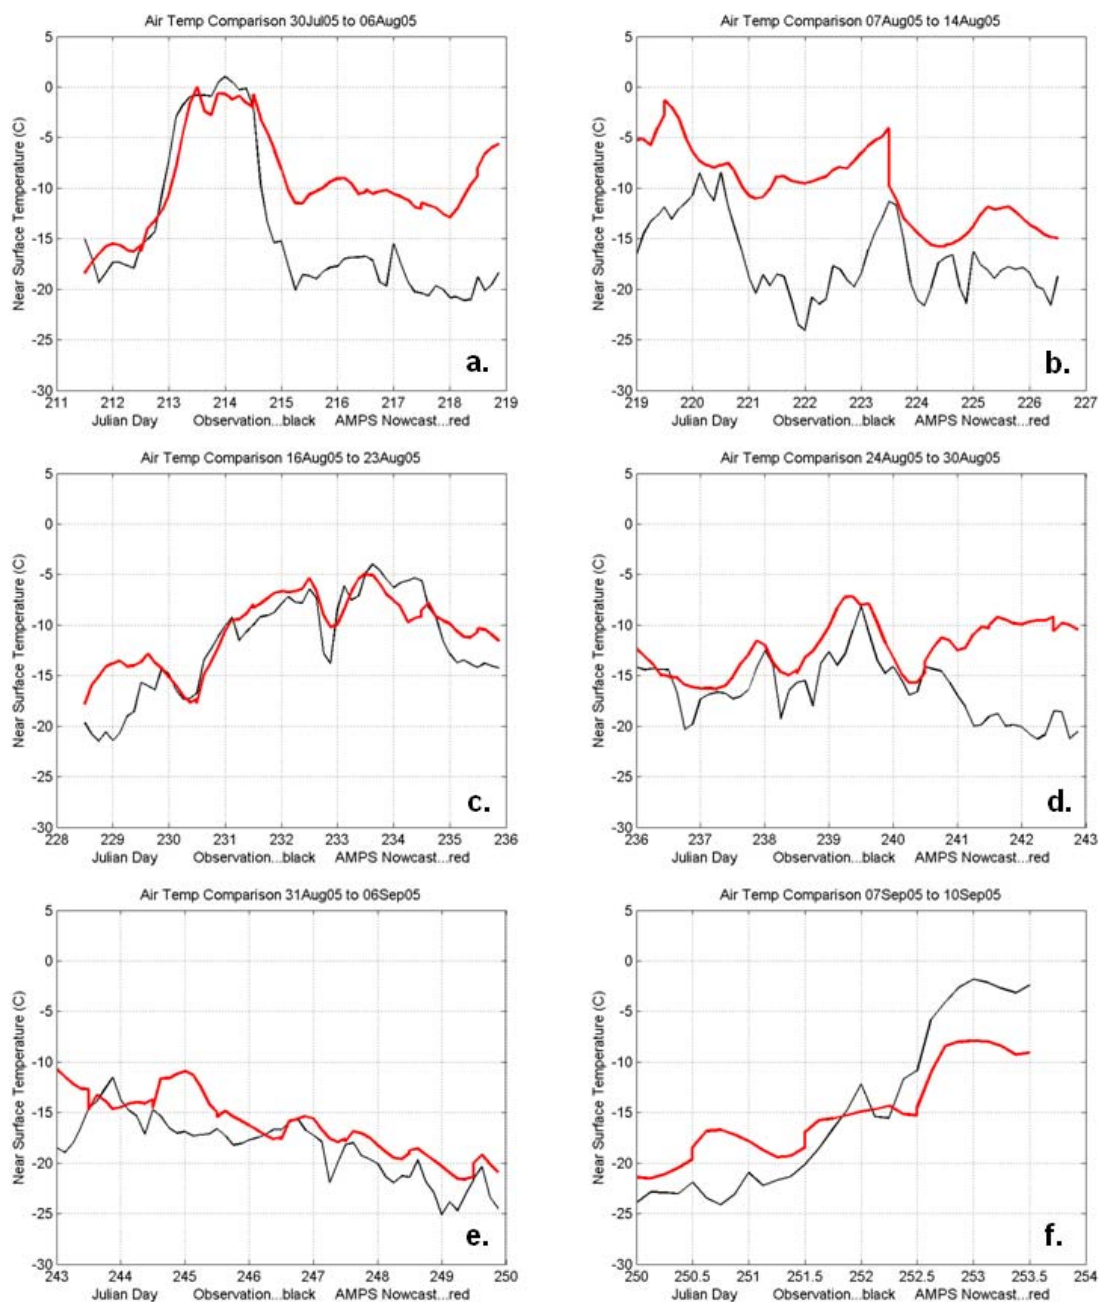 Air Temp Comparison 30Jul05 to 06Aug05
Near Surface Temperature (C)
5
0
-5
-10
-15
-20
-25
-30
a.
211 212 213 214 215 216 217 218 219
Julian Day Observation...black AMPS Nowcast...red
Air Temp Comparison 07Aug05 to 14Aug05
Near Surface Temperature (C)
5
0
-5
-10
-15
-20
-25
-30
b.
219 220 221 222 223 224 225 226 227
Julian Day Observation...black AMPS Nowcast...red
Air Temp Comparison 16Aug05 to 23Aug05
Near Surface Temperature (C)
5
0
-5
-10
-15
-20
-25
-30
c.
228 229 230 231 232 233 234 235 236
Julian Day Observation...black AMPS Nowcast...red
Air Temp Comparison 24Aug05 to 30Aug05
Near Surface Temperature (C)
5
0
-5
-10
-15
-20
-25
-30
d.
236 237 238 239 240 241 242 243
Julian Day Observation...black AMPS Nowcast...red
Air Temp Comparison 31Aug05 to 06Sep05
Near Surface Temperature (C)
5
0
-5
-10
-15
-20
-25
-30
e.
243 244 245 246 247 248 249 250
Julian Day Observation...black AMPS Nowcast...red
Air Temp Comparison 07Sep05 to 10Sep05
Near Surface Temperature (C)
5
0
-5
-10
-15
-20
-25
-30
f.
250 250.5 251 251.5 252 252.5 253 253.5 254
Julian Day Observation...black AMPS Nowcast...red